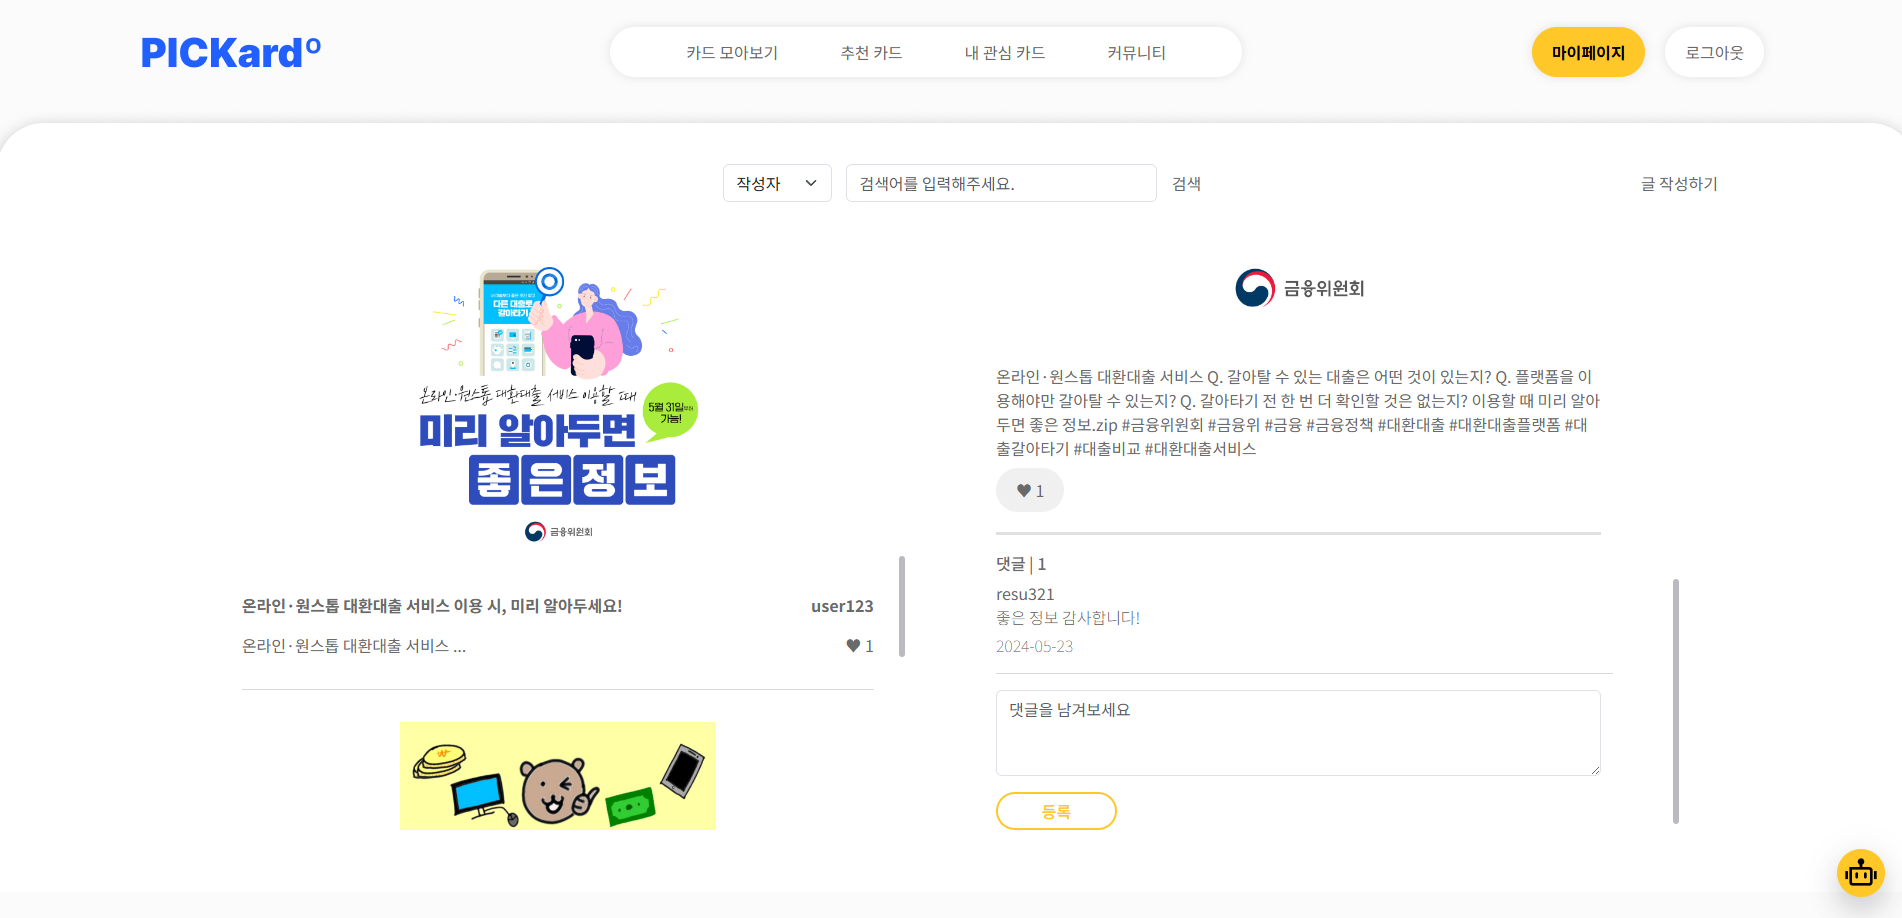 PICKardº
카드 모아보기
추천 카드
내 관심 카드
커뮤니티
마이페이지
로그아웃
작성자
검색어를 입력해주세요.
검색
글 작성하기
다른 대출로
갈아타기
온라인·원스톱 대환대출 서비스 이용할 때
5월 31일부터
가능!
미리 알아두면
좋은정보
금융위원회
온라인·원스톱 대환대출 서비스 이용 시, 미리 알아두세요!
user123
온라인·원스톱 대환대출 서비스 ...
♥ 1
금융위원회
온라인·원스톱 대환대출 서비스 Q. 갈아탈 수 있는 대출은 어떤 것이 있는지? Q. 플랫폼을 이
용해야만 갈아탈 수 있는지? Q. 갈아타기 전 한 번 더 확인할 것은 없는지? 이용할 때 미리 알아
두면 좋은 정보.zip #금융위원회 #금융위 #금융 #금융정책 #대환대출 #대환대출플랫폼 #대
출갈아타기 #대출비교 #대환대출서비스
♥ 1
댓글 | 1
resu321
좋은 정보 감사합니다!
2024-05-23
댓글을 남겨보세요
등록